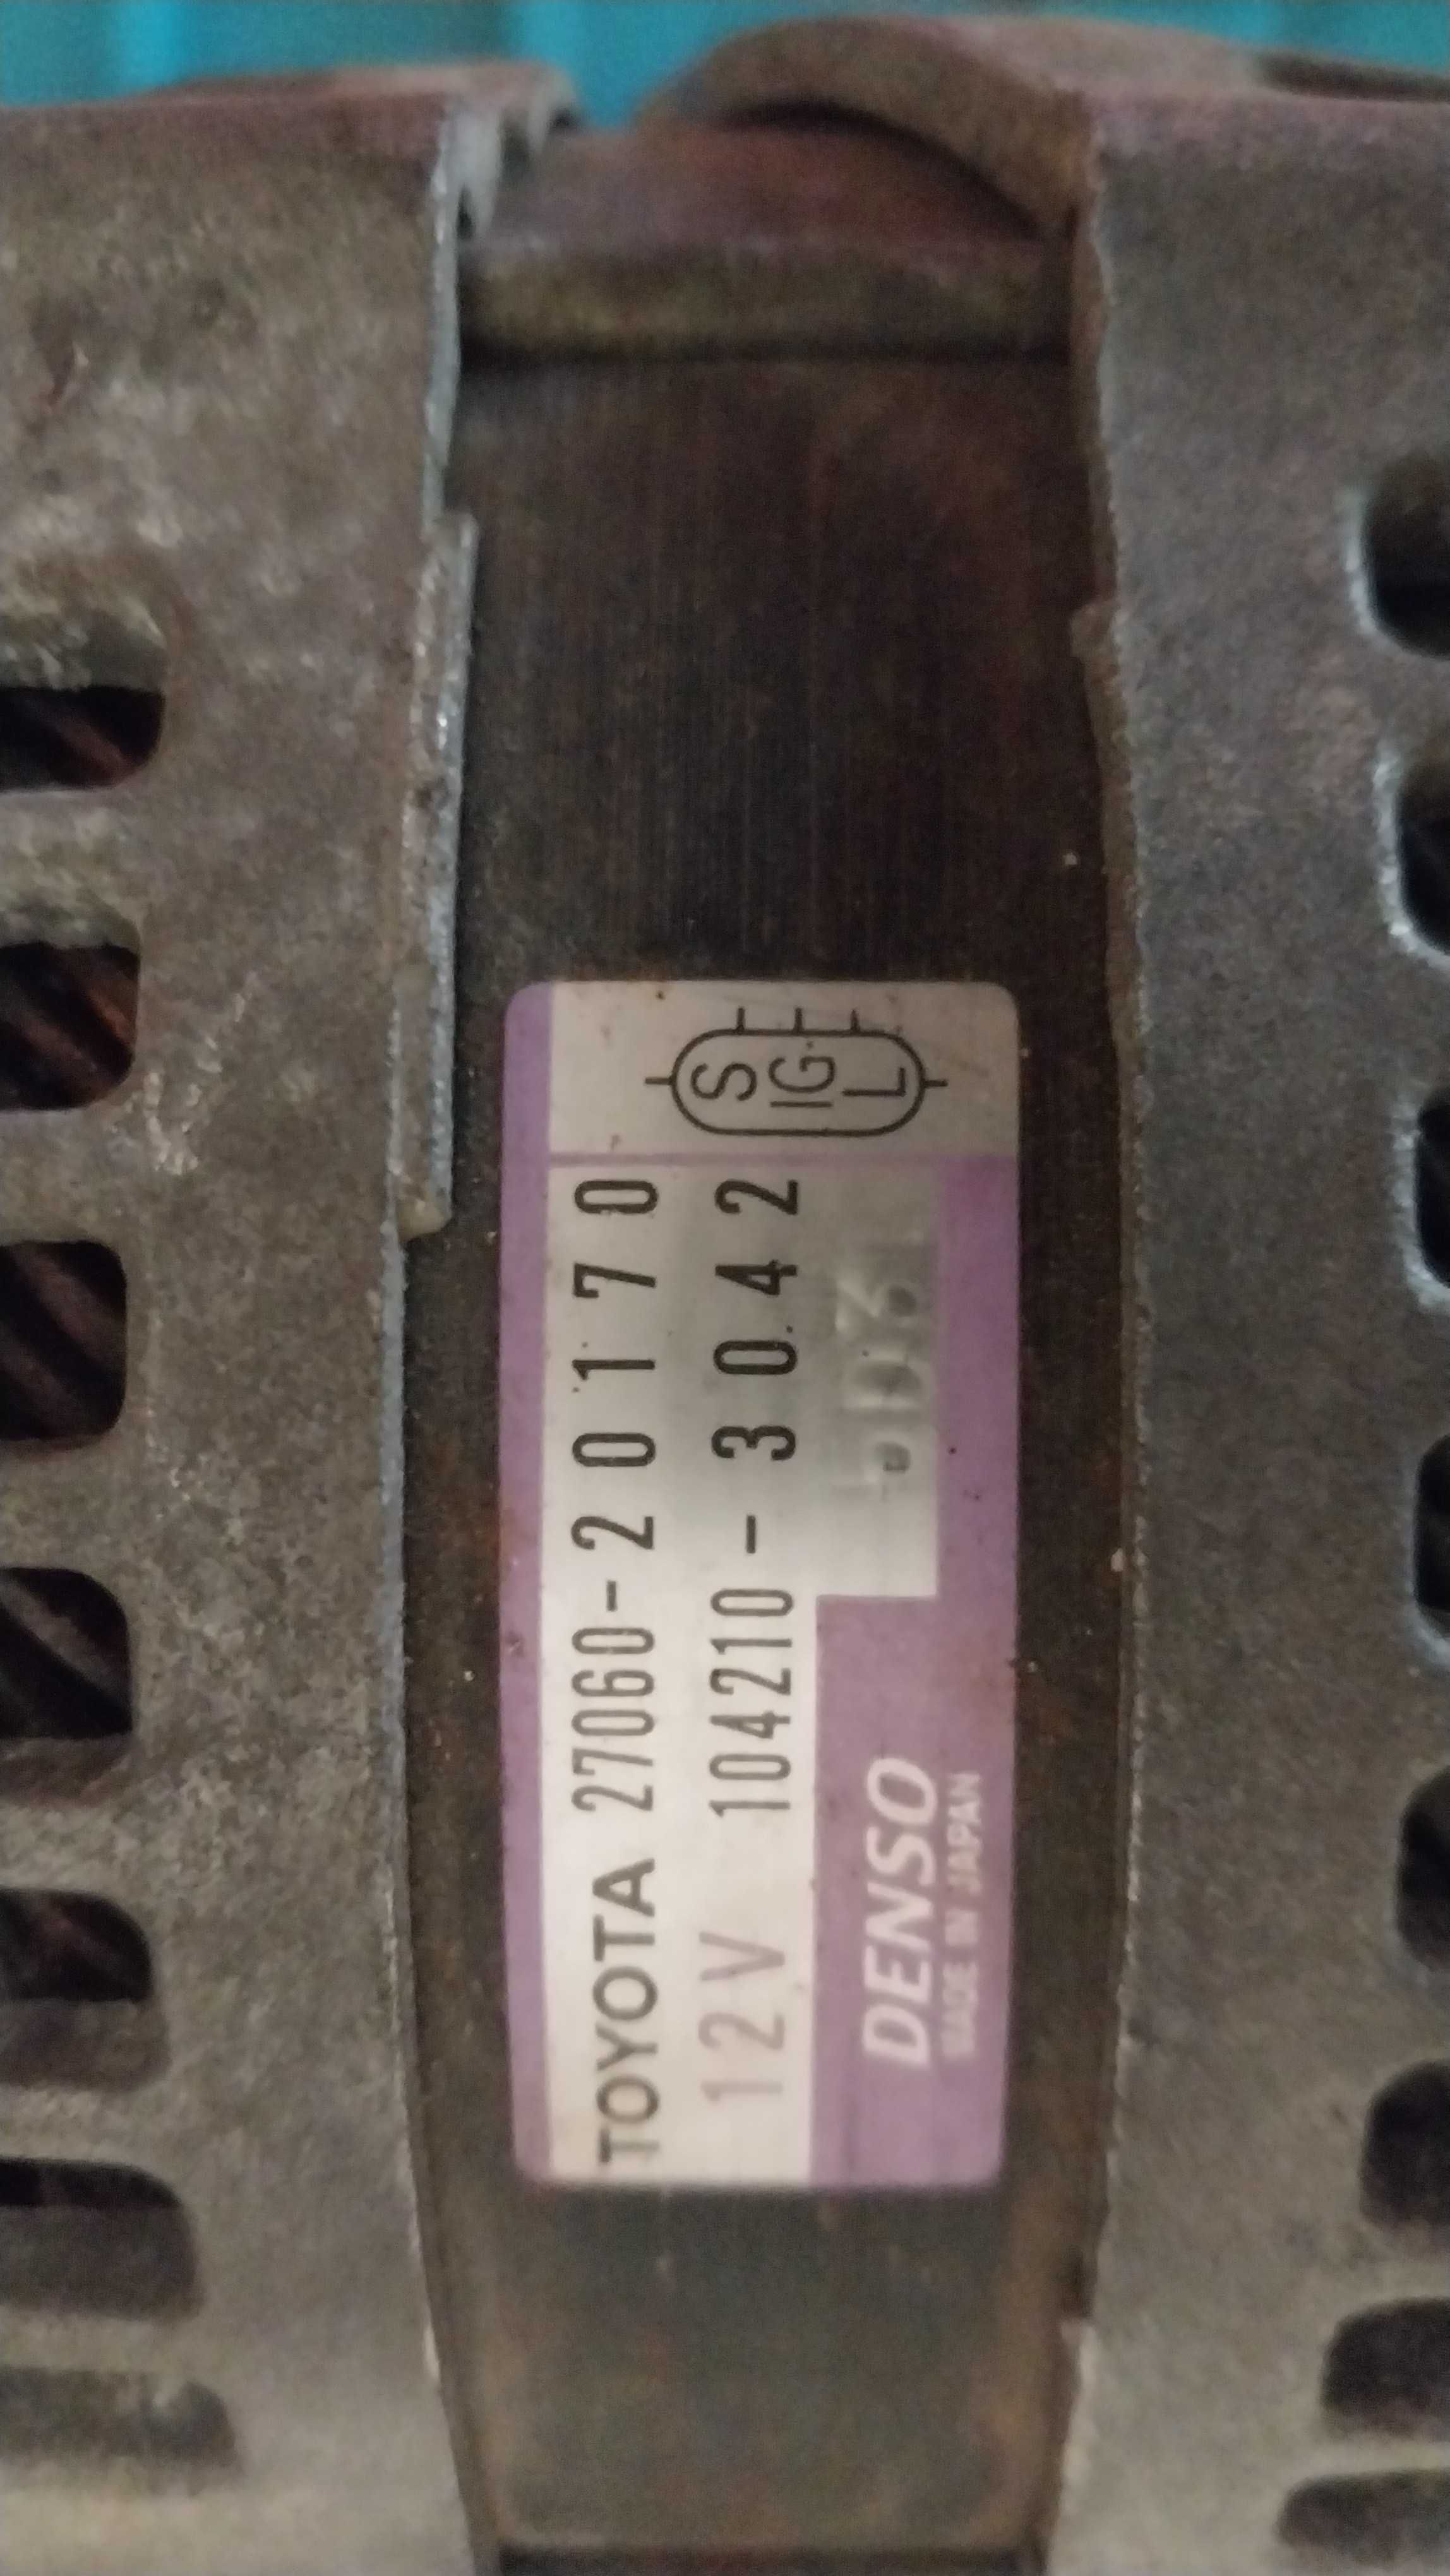 TOYOTA 27060-20170
12V 104210-3042
DENSO
MADE IN JAPAN
S
IG
L